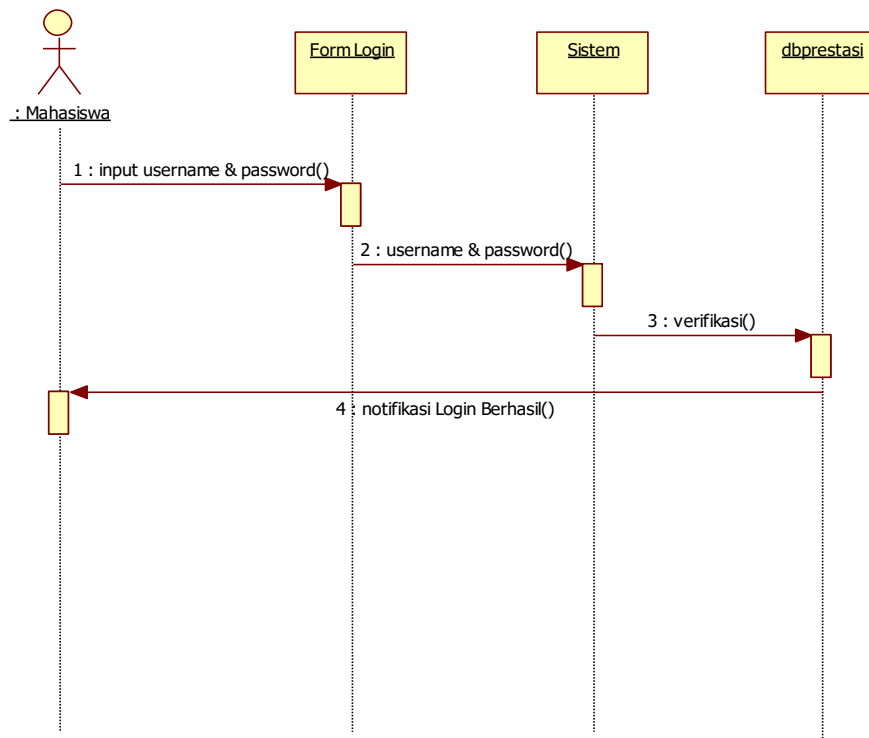 : Mahasiswa
Form Login
Sistem
dbprestasi
1 : input username & password()
2 : username & password()
3 : verifikasi()
4 : notifikasi Login Berhasil()